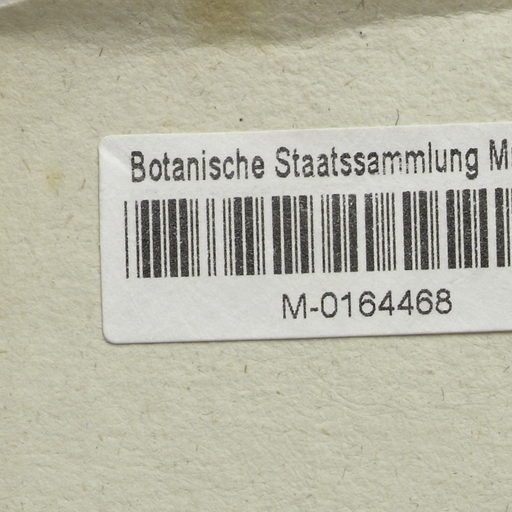 Botanische Staatssammlung
M-0164468